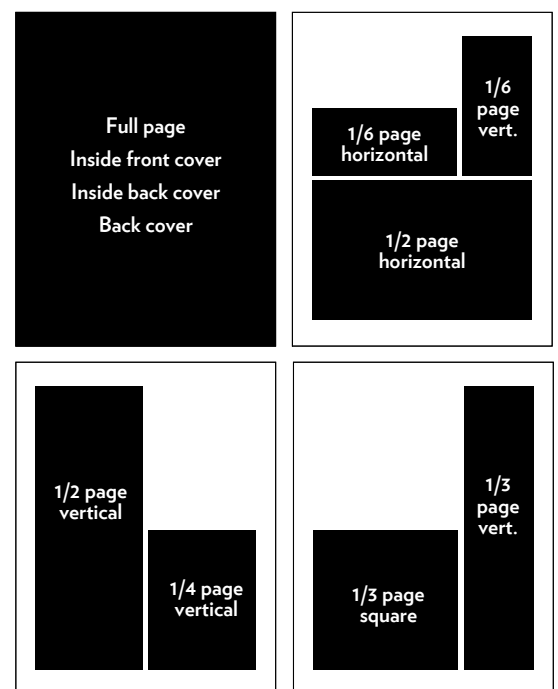 Full page
Inside front cover
Inside back cover
Back cover
1/6 page
horizontal
1/6
page
vert.
1/2 page
horizontal
1/2 page
vertical
1/4 page
vertical
1/3 page
square
1/3
page
vert.